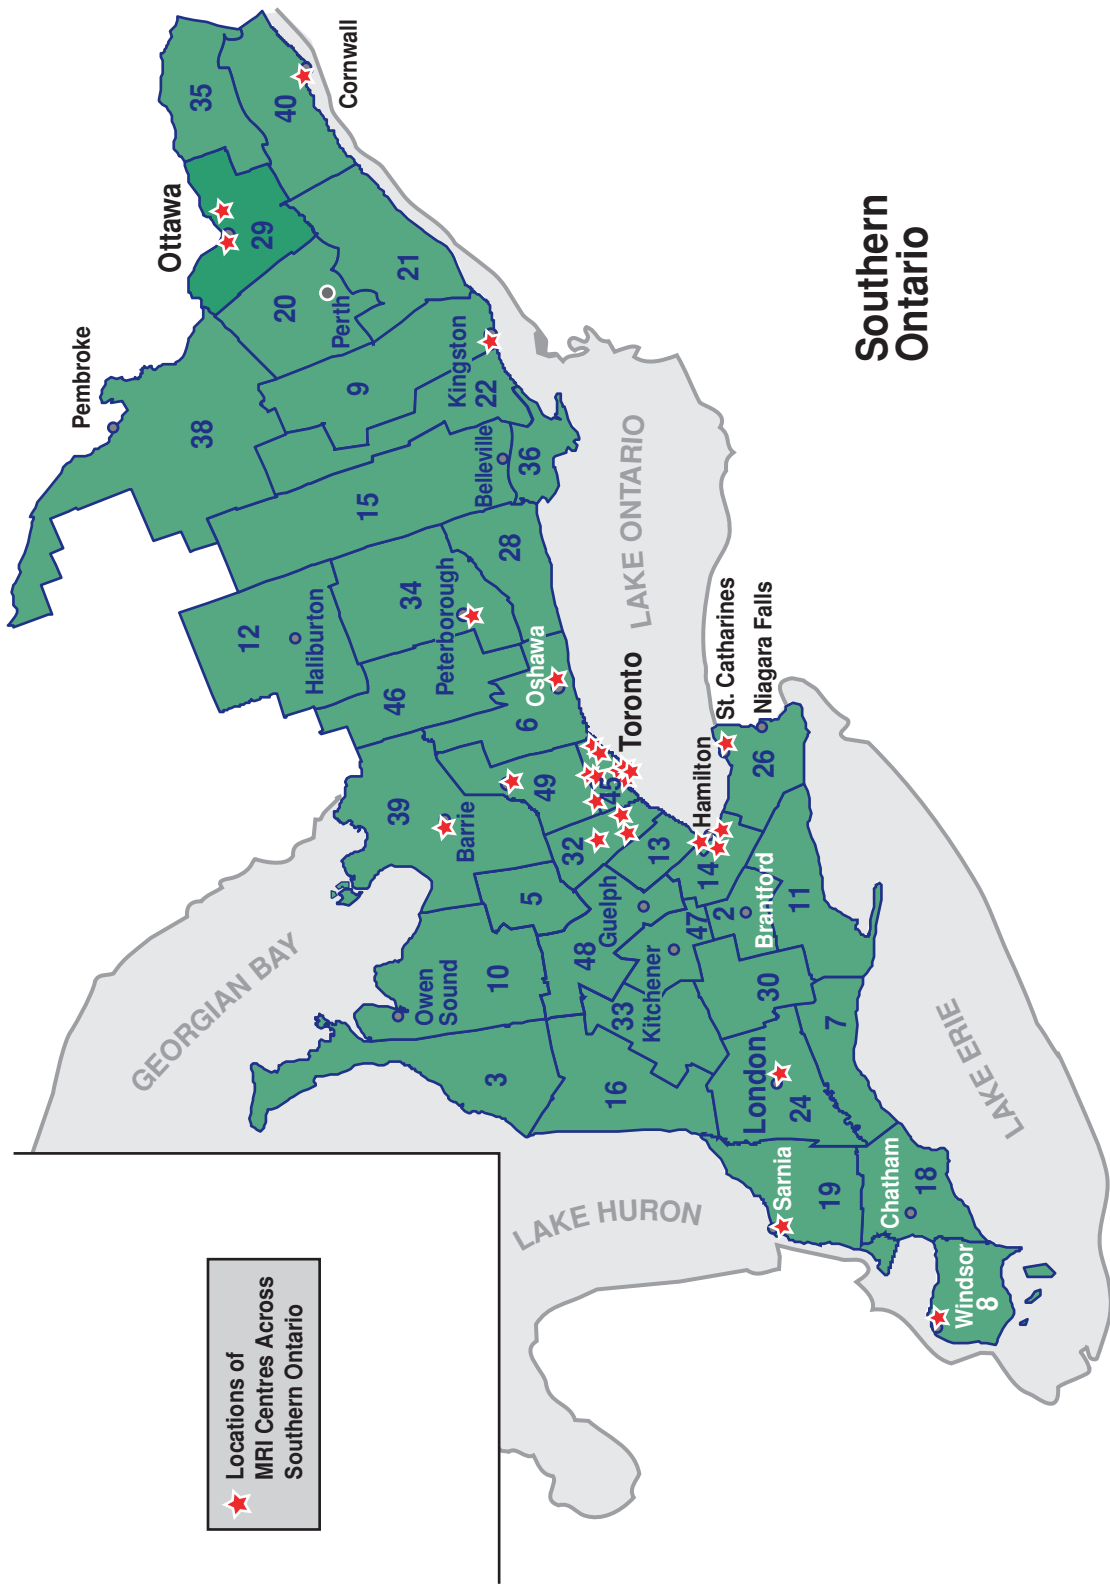 Locations of
MRI Centres Across
Southern Ontario
Southern
Ontario
GEORGIAN BAY
LAKE HURON
LAKE ONTARIO
LAKE ERIE
Pembroke
Ottawa
Cornwall
38
35
40
29
20
Perth
21
9
Kingston
22
15
Belleville
36
12
Haliburton
34
Peterborough
28
46
Oshawa
6
39
Barrie
49
45
Toronto
32
13
5
Guelph
10
Owen
Sound
48
33
Kitchener
47
14
Hamilton
St. Catharines
Niagara Falls
26
2
Brantford
11
30
7
3
16
London
24
Sarnia
19
Chatham
18
Windsor
8